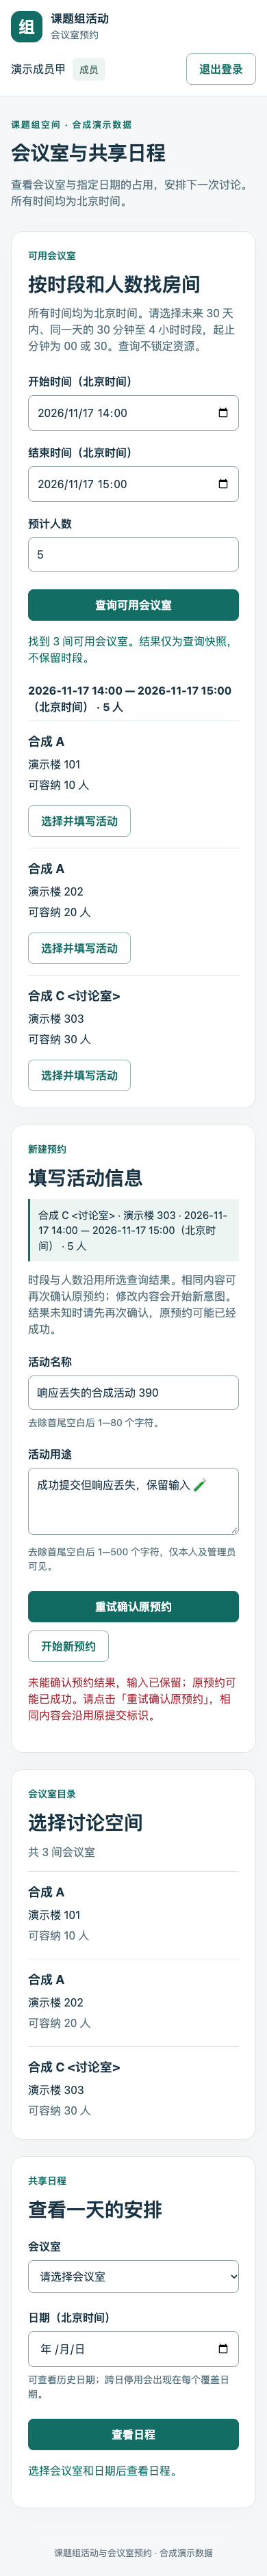 组
课题组活动
会议室预约
演示成员甲
成员
退出登录
课题组空间 · 合成演示数据
会议室与共享日程
查看会议室与指定日期的占用，安排下一次讨论。
所有时间均为北京时间。
可用会议室
按时段和人数找房间
所有时间均为北京时间。请选择未来 30 天
内、同一天的 30 分钟至 4 小时时段，起止
分钟为 00 或 30。查询不锁定资源。
开始时间（北京时间）
2026/11/17 14:00
结束时间（北京时间）
2026/11/17 15:00
预计人数
5
查询可用会议室
找到 3 间可用会议室。结果仅为查询快照，
不保留时段。
2026-11-17 14:00 — 2026-11-17 15:00
（北京时间） · 5 人
合成 A
演示楼 101
可容纳 10 人
选择并填写活动
合成 A
演示楼 202
可容纳 20 人
选择并填写活动
合成 C <讨论室>
演示楼 303
可容纳 30 人
选择并填写活动
新建预约
填写活动信息
合成 C <讨论室> · 演示楼 303 · 2026-11-
17 14:00 — 2026-11-17 15:00（北京时
间） · 5 人
时段与人数沿用所选查询结果。相同内容可
再次确认原预约；修改内容会开始新意图。
结果未知时请先再次确认，原预约可能已经
成功。
活动名称
响应丢失的合成活动 390
去除首尾空白后 1—80 个字符。
活动用途
成功提交但响应丢失，保留输入 🧪
去除首尾空白后 1—500 个字符，仅本人及管理员
可见。
重试确认原预约
开始新预约
未能确认预约结果，输入已保留；原预约可
能已成功。请点击「重试确认原预约」，相
同内容会沿用原提交标识。
会议室目录
选择讨论空间
共 3 间会议室
合成 A
演示楼 101
可容纳 10 人
合成 A
演示楼 202
可容纳 20 人
合成 C <讨论室>
演示楼 303
可容纳 30 人
共享日程
查看一天的安排
会议室
请选择会议室
日期（北京时间）
年 /月/日
可查看历史日期；跨日停用会出现在每个覆盖日
期。
查看日程
选择会议室和日期后查看日程。
课题组活动与会议室预约 · 合成演示数据